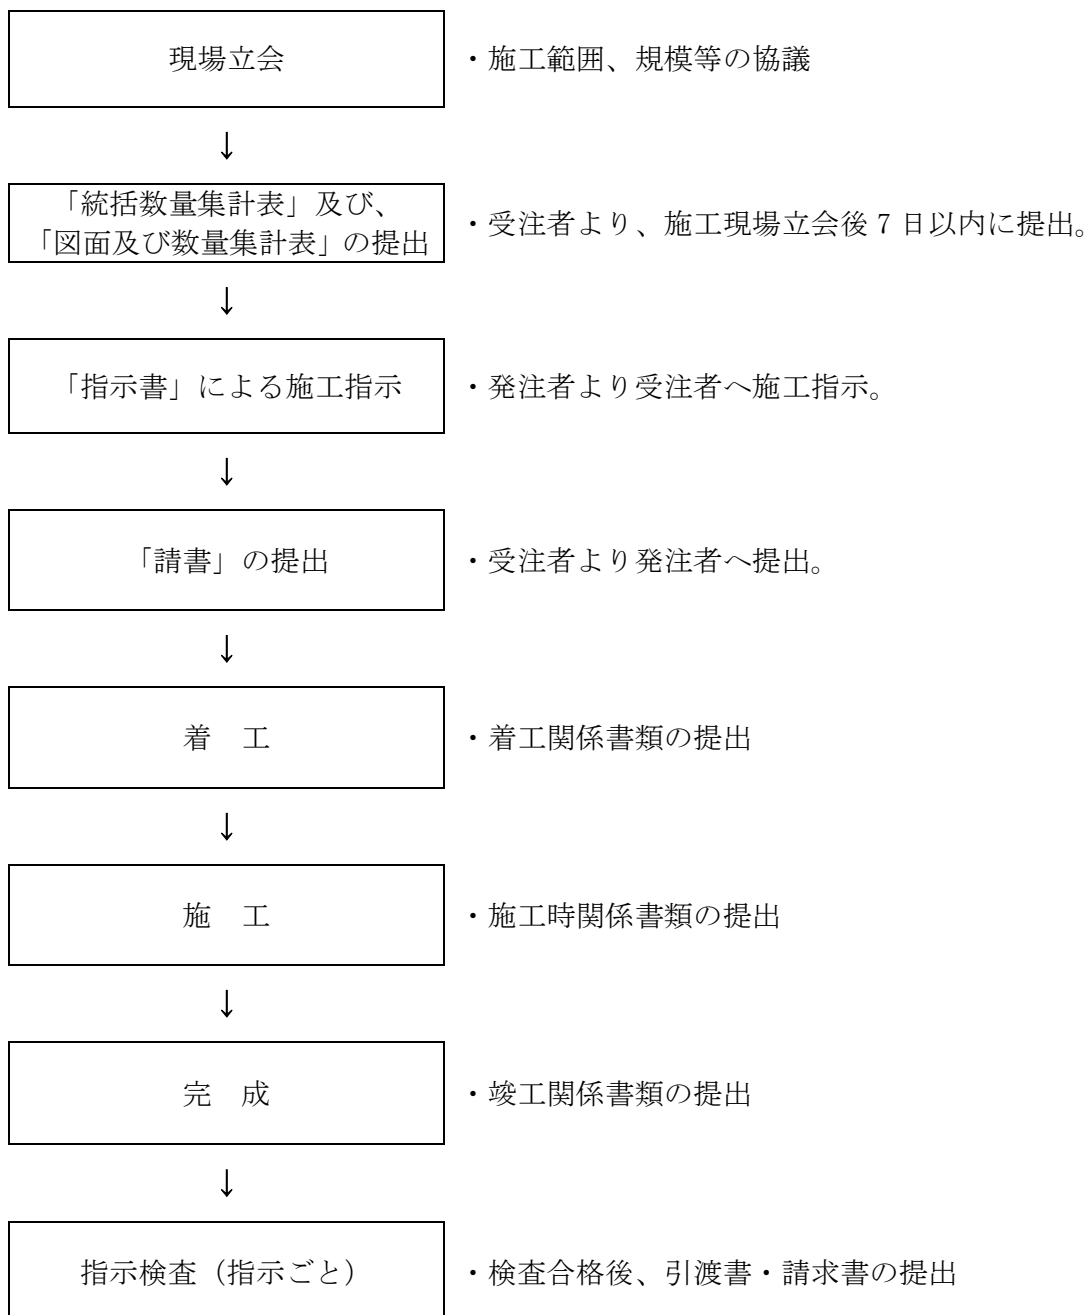 現場立会
・施工範囲、規模等の協議
↓
「統括数量集計表」及び、
「図面及び数量集計表」の提出
・受注者より、施工現場立会後 7 日以内に提出。
↓
「指示書」による施工指示
・発注者より受注者へ施工指示。
↓
「請書」の提出
・受注者より発注者へ提出。
↓
着　工
・着工関係書類の提出
↓
施　工
・施工時関係書類の提出
↓
完　成
・竣工関係書類の提出
↓
指示検査（指示ごと）
・検査合格後、引渡書・請求書の提出